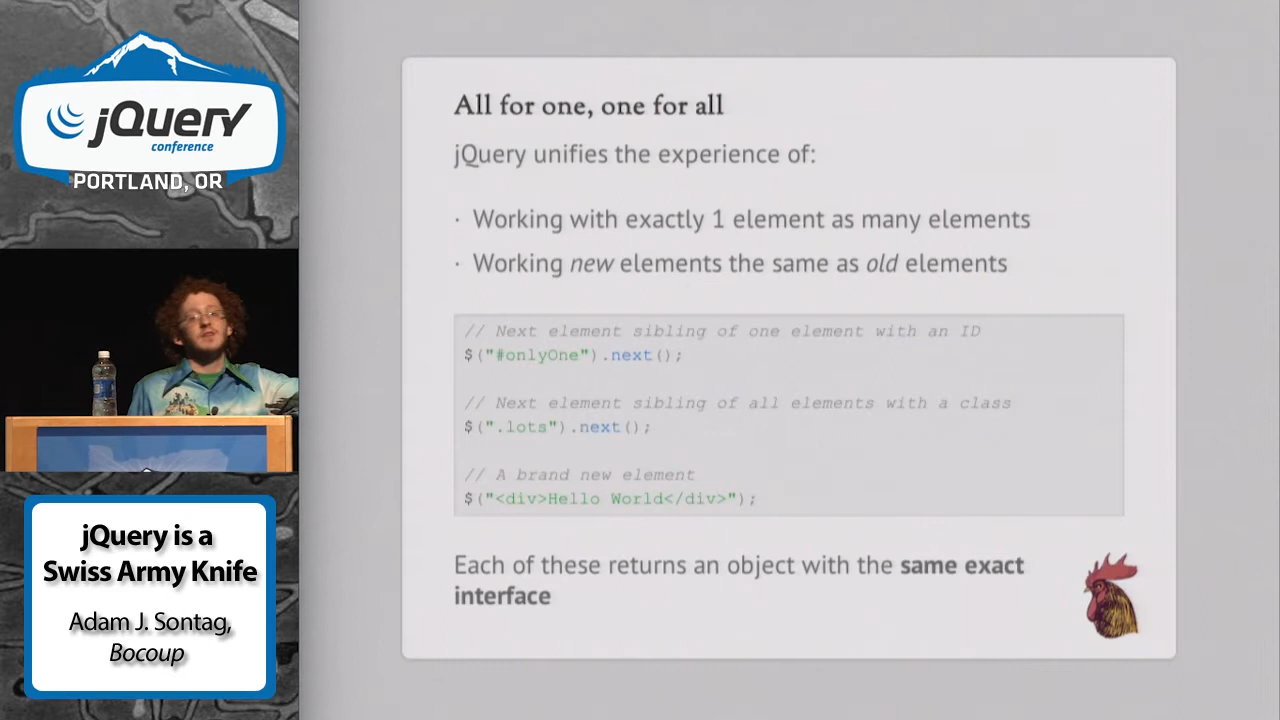 jQuery
conference
PORTLAND, OR
jQuery is a
Swiss Army Knife
Adam J. Sontag,
Bocoup
All for one, one for all
jQuery unifies the experience of:
· Working with exactly 1 element as many elements
· Working new elements the same as old elements
// Next element sibling of one element with an ID
$("#onlyOne").next();
// Next element sibling of all elements with a class
$(".lots").next();
// A brand new element
$("<div>Hello World</div>");
Each of these returns an object with the same exact
interface